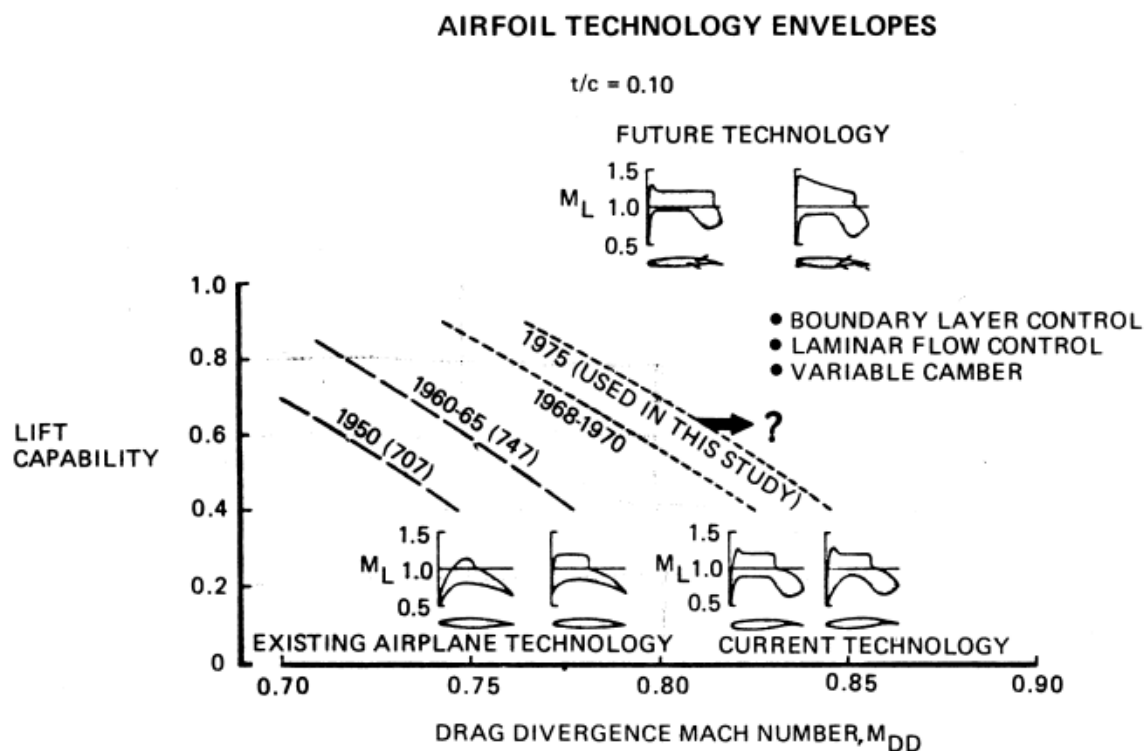 AIRFOIL TECHNOLOGY ENVELOPES
t/c = 0.10
FUTURE TECHNOLOGY
1.5
M_L 1.0
0.5
1.0
0.8
0.6
0.4
0.2
0
LIFT
CAPABILITY
1950 (707)
1960-65 (747)
1968-1970
1975 (USED IN THIS STUDY)
?
• BOUNDARY LAYER CONTROL
• LAMINAR FLOW CONTROL
• VARIABLE CAMBER
1.5
M_L 1.0
0.5
1.5
M_L 1.0
0.5
EXISTING AIRPLANE TECHNOLOGY
CURRENT TECHNOLOGY
0.70 0.75 0.80 0.85 0.90
DRAG DIVERGENCE MACH NUMBER, M_DD